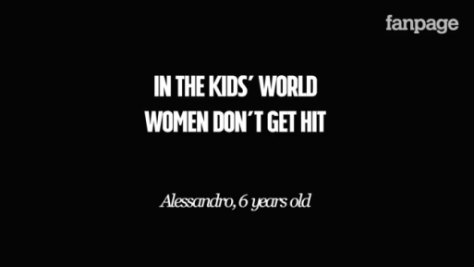 fanpage
IN THE KIDS´ WORLD
WOMEN DON´T GET HIT
Alessandro, 6 years old